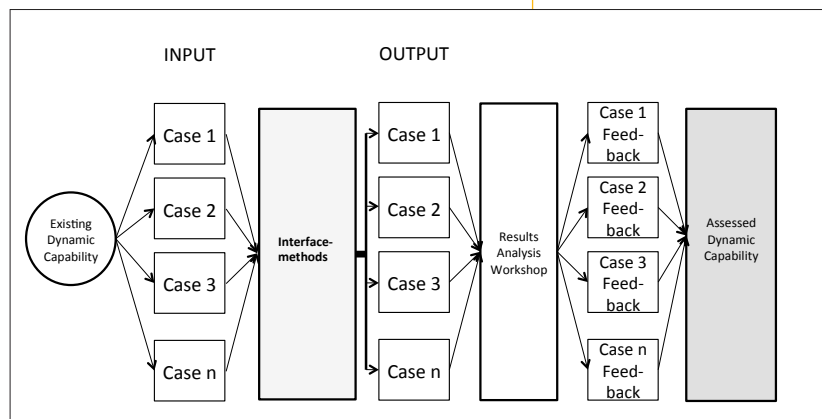 INPUT
OUTPUT
Existing
Dynamic
Capability
Case 1
Case 2
Case 3
Case n
Interface-
methods
Case 1
Case 2
Case 3
Case n
Results
Analysis
Workshop
Case 1
Feed-
back
Case 2
Feed-
back
Case 3
Feed-
back
Case n
Feed-
back
Assessed
Dynamic
Capability